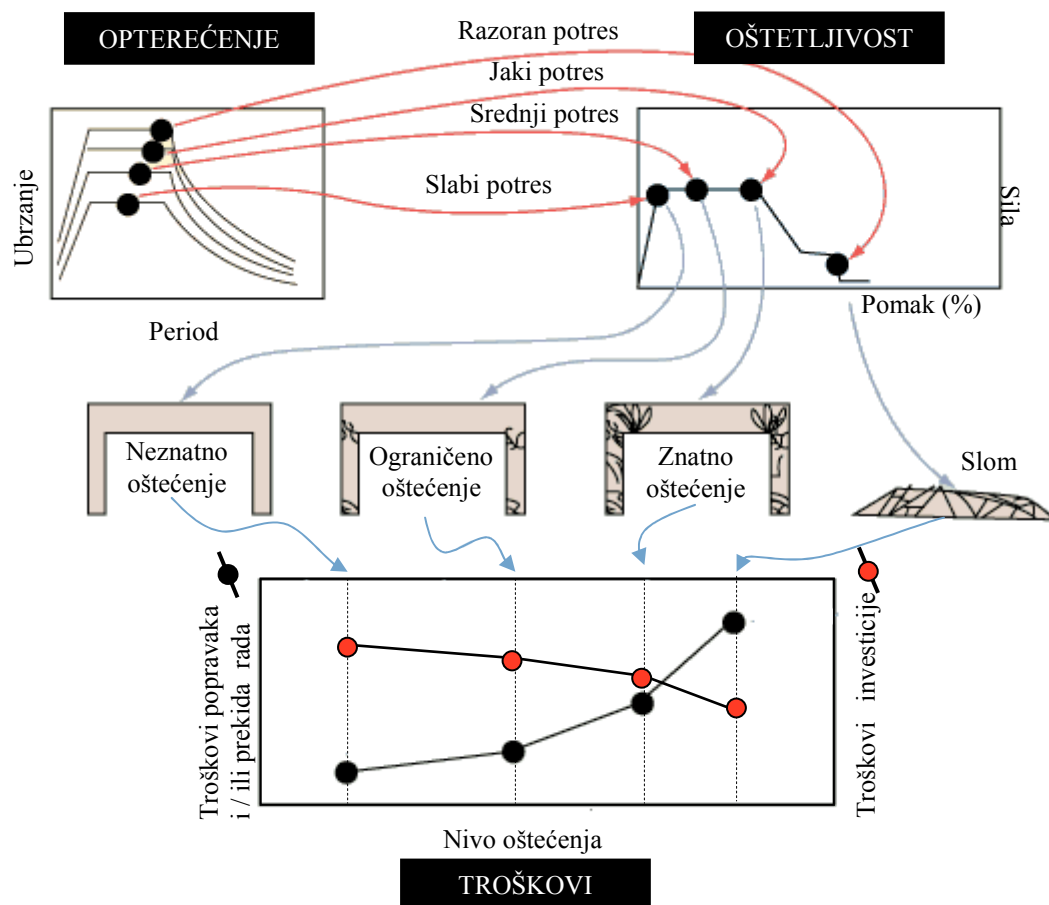 OPTEREĆENJE
OŠTETLJIVOST
Razoran potres
Jaki potres
Srednji potres
Slabi potres
Ubrzanje
Period
Sila
Pomak (%)
Neznatno
oštećenje
Ograničeno
oštećenje
Znatno
oštećenje
Slom
Troškovi popravaka
i / ili prekida rada
Troškovi investicije
Nivo oštećenja
TROŠKOVI